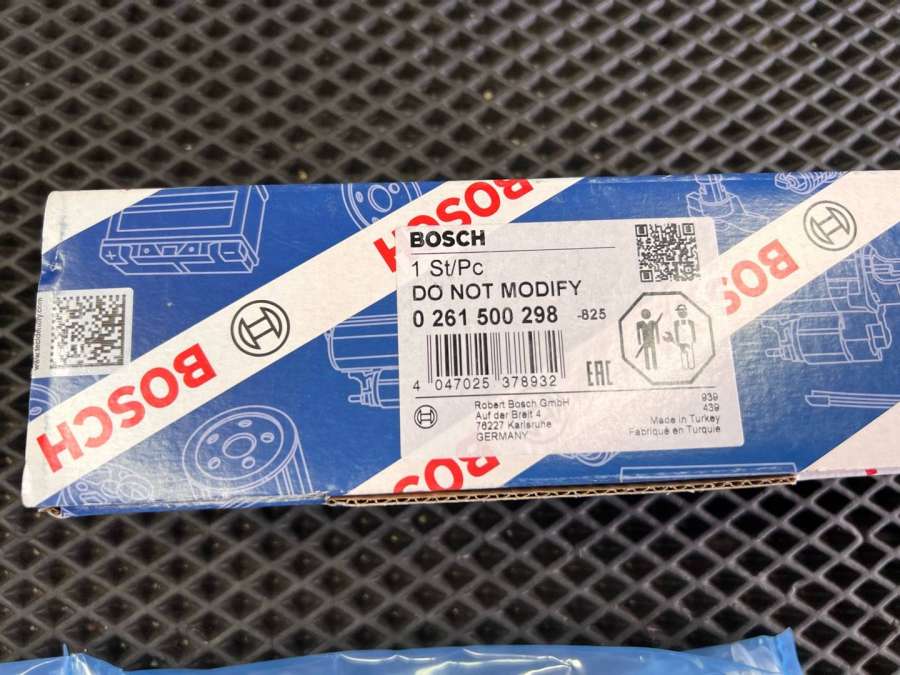 BOSCH
BOSCH
BOSCH
BOSCH
1 St/Pc
DO NOT MODIFY
0 261 500 298 -825
4 047025 378932
EAC
Robert Bosch GmbH
Auf der Breit 4
76227 Karlsruhe
GERMANY
939
439
Made in Turkey
Fabriqué en Turquie
BOSCH
BOSCH